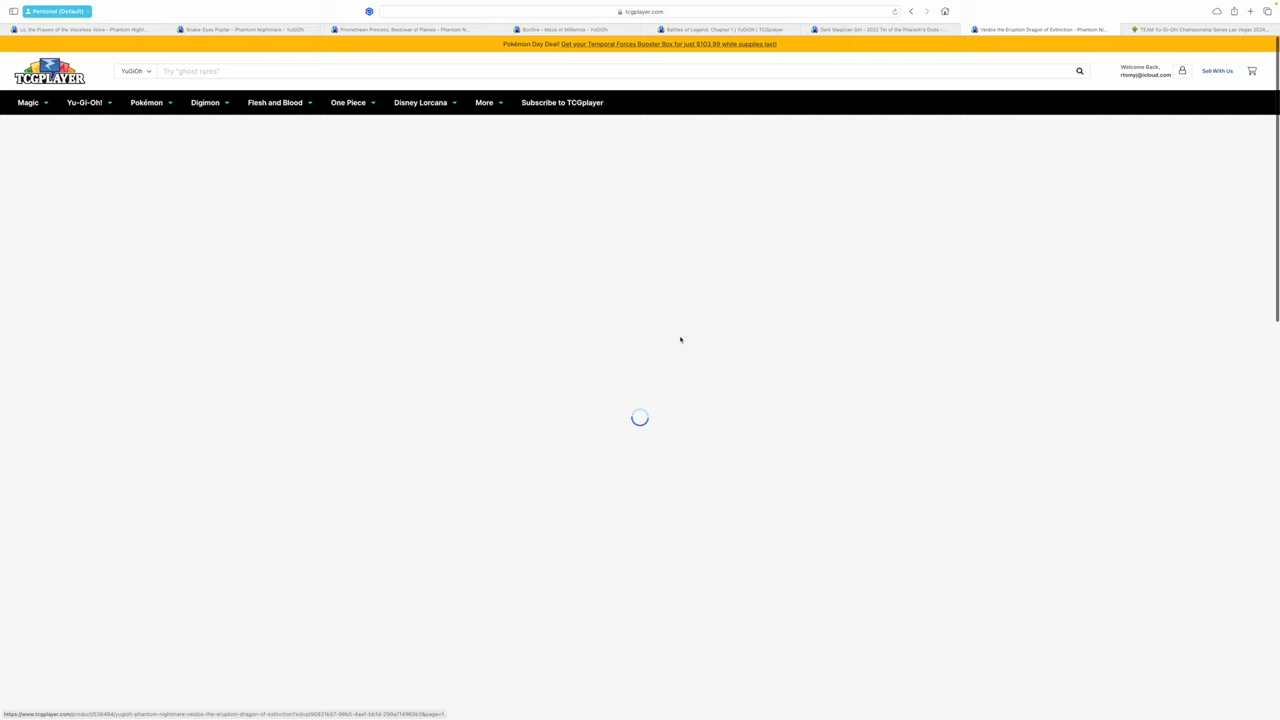 Personal (Default)
tcgplayer.com
Lo, the Prayers of the Voiceless Voice - Phantom Night...
Snake-Eyes Poplar - Phantom Nightmare - YuGiOh
Promethean Princess, Bestower of Flames - Phantom N...
Bonfire - Maze of Millennia - YuGiOh
Battles of Legend: Chapter 1 | YuGiOh | TCGplayer
Dark Magician Girl - 2022 Tin of the Pharaoh's Gods -...
Veidos the Eruption Dragon of Extinction - Phantom Ni...
TEAM Yu-Gi-Oh! Championship Series Las Vegas 2024...
Pokémon Day Deal! Get your Temporal Forces Booster Box for just $103.99 while supplies last!
TCGPLAYER
YuGiOh
Try "ghost rares"
Welcome Back,
rtomyj@icloud.com
Sell With Us
Magic
Yu-Gi-Oh!
Pokémon
Digimon
Flesh and Blood
One Piece
Disney Lorcana
More
Subscribe to TCGplayer